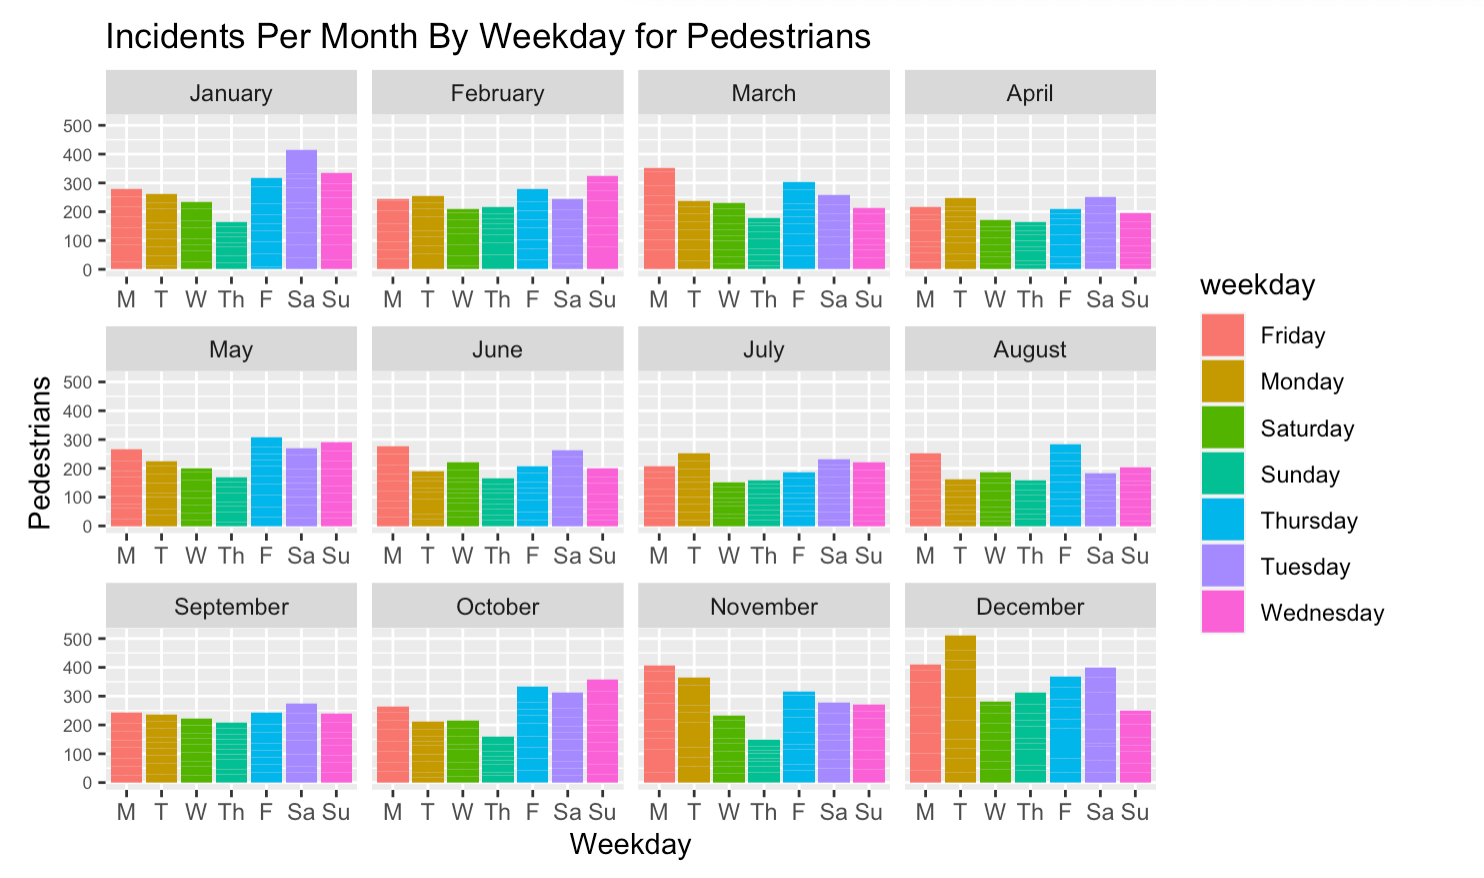 Incidents Per Month By Weekday for Pedestrians
January February March April
500
400
300
200
100
0
M T W Th F Sa Su M T W Th F Sa Su M T W Th F Sa Su M T W Th F Sa Su
May June July August
500
400
300
200
100
0
M T W Th F Sa Su M T W Th F Sa Su M T W Th F Sa Su M T W Th F Sa Su
September October November December
500
400
300
200
100
0
M T W Th F Sa Su M T W Th F Sa Su M T W Th F Sa Su M T W Th F Sa Su
Weekday
Pedestrians
weekday
Friday
Monday
Saturday
Sunday
Thursday
Tuesday
Wednesday